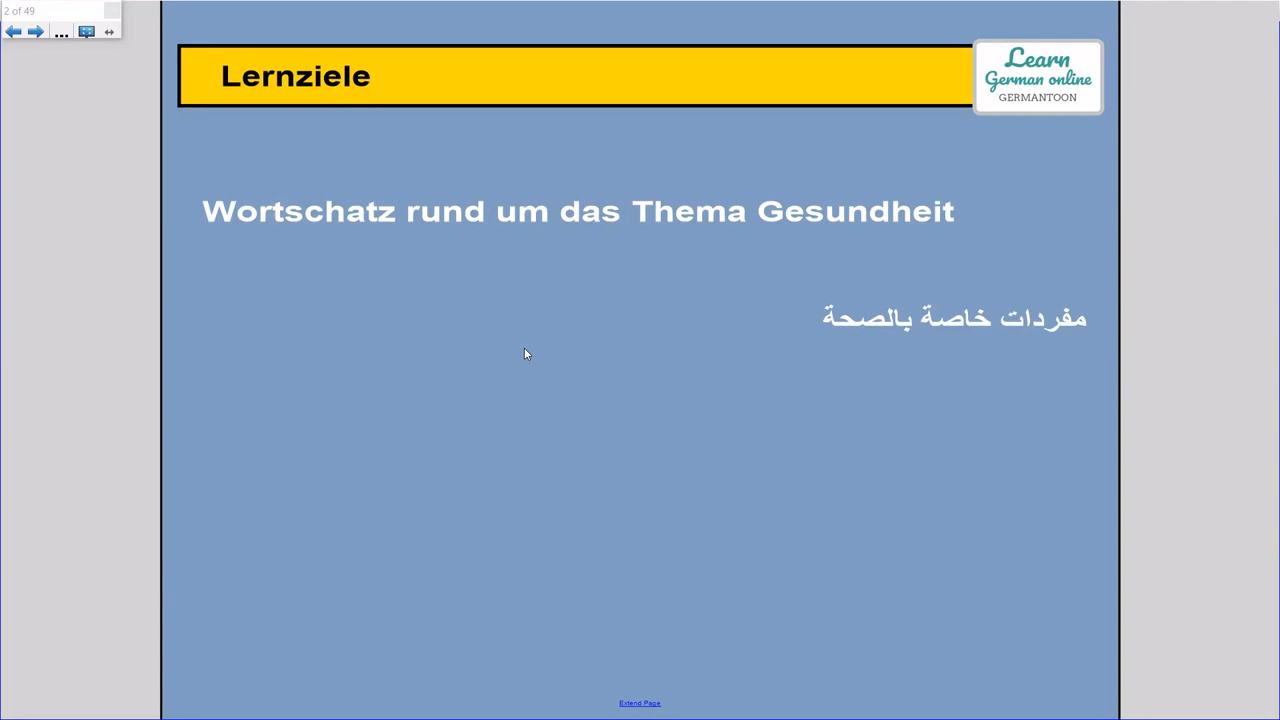 2 of 49
Lernziele
Learn
German online
GERMANTOON
Wortschatz rund um das Thema Gesundheit
مفردات خاصة بالصحة
Extend Page